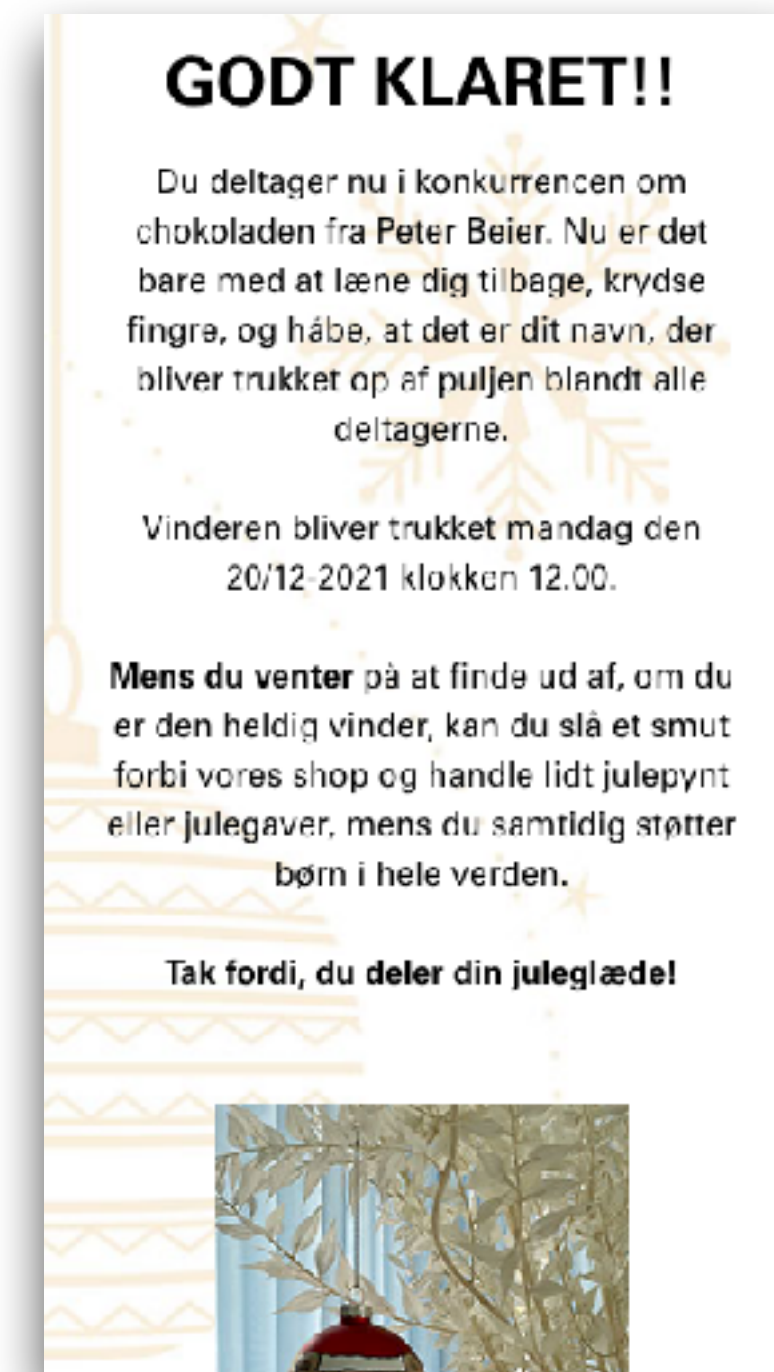 GODT KLARET!!
Du deltager nu i konkurrencen om
chokoladen fra Peter Beier. Nu er det
bare med at læne dig tilbage, krydse
fingre, og håbe, at det er dit navn, der
bliver trukket op af puljen blandt alle
deltagerne.
Vinderen bliver trukket mandag den
20/12-2021 klokken 12.00.
Mens du venter på at finde ud af, om du
er den heldig vinder, kan du slå et smut
forbi vores shop og handle lidt julepynt
eller julegaver, mens du samtidig støtter
børn i hele verden.
Tak fordi, du deler din juleglæde!